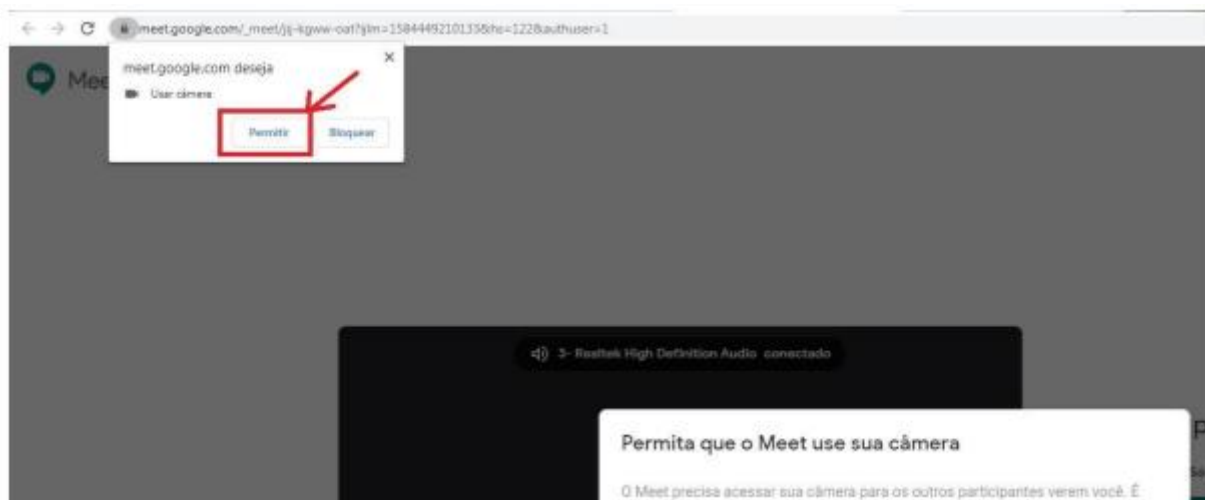 meet.google.com/_meet/jij-kgww-oat?ijlm=1584449210133&hs=122&authuser=1
Mee
meet.google.com deseja
Usar câmera
Permitir Bloquear
3- Realtek High Definition Audio conectado
Permita que o Meet use sua câmera
O Meet precisa acessar sua câmera para os outros participantes verem você. É